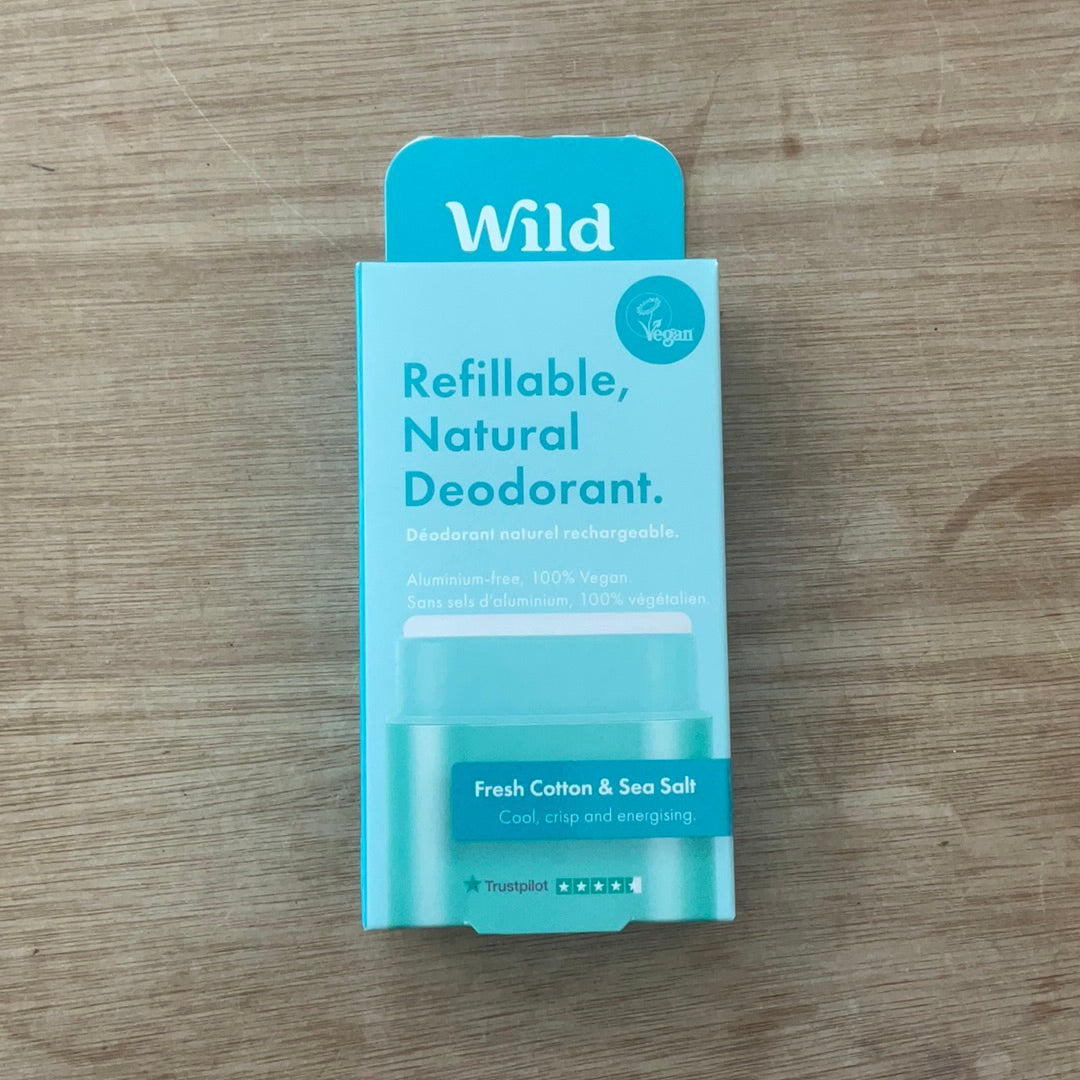 Wild
Vegan
Refillable,
Natural
Deodorant.
Déodorant naturel rechargeable.
Aluminium-free, 100% Vegan.
Sans sels d'aluminium, 100% végétalien.
Fresh Cotton & Sea Salt
Cool, crisp and energising.
Trustpilot